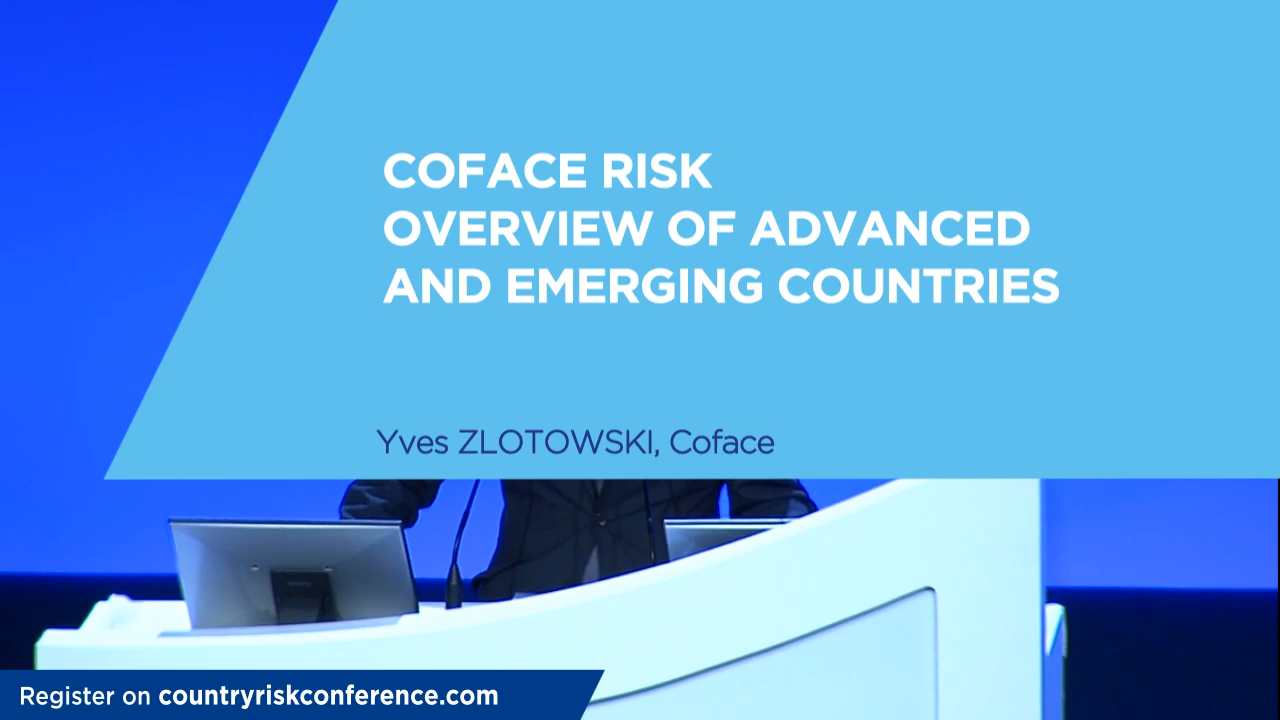 COFACE RISK
OVERVIEW OF ADVANCED
AND EMERGING COUNTRIES
Yves ZLOTOWSKI, Coface
Register on countryriskconference.com